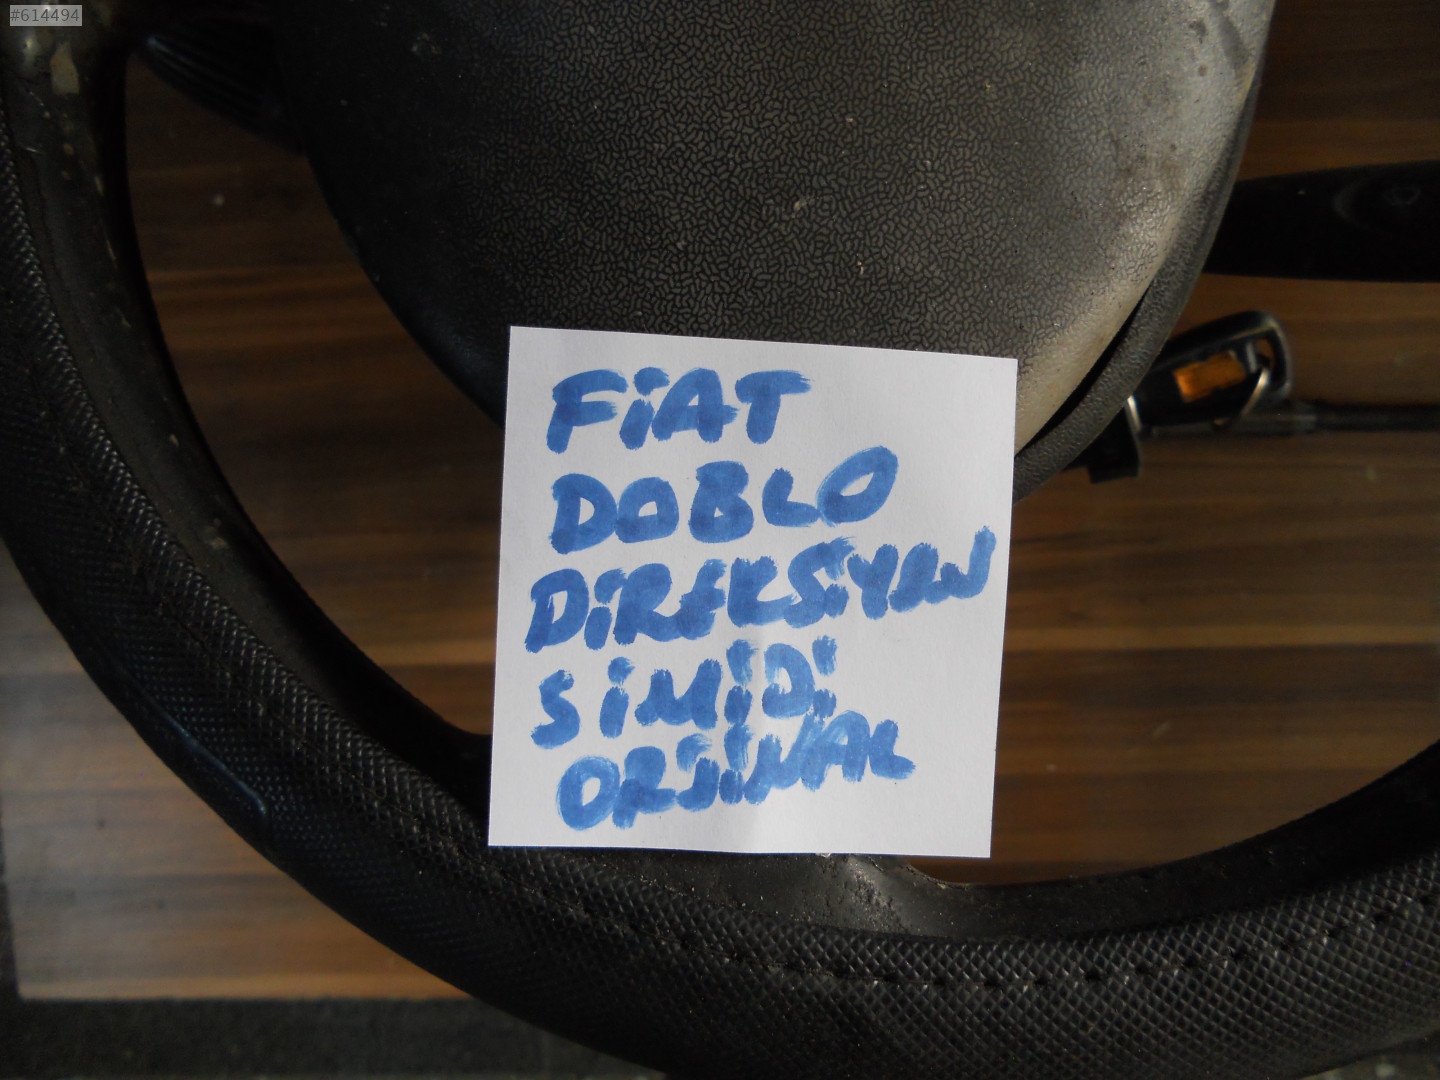 #614494
FiAT
DOBLO
DiREKSiYON
SiMiDi
ORJiNAL